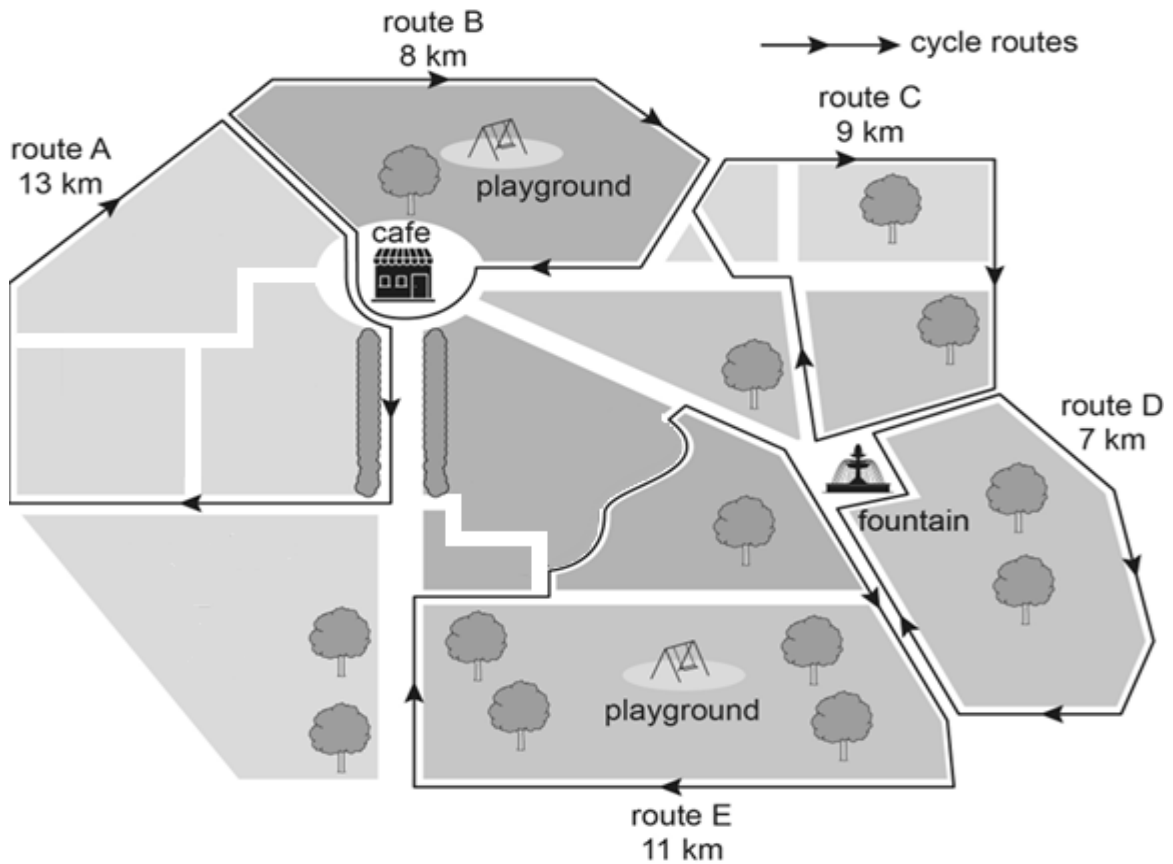 route B
8 km
cycle routes
route C
9 km
route A
13 km
playground
cafe
route D
7 km
fountain
playground
route E
11 km